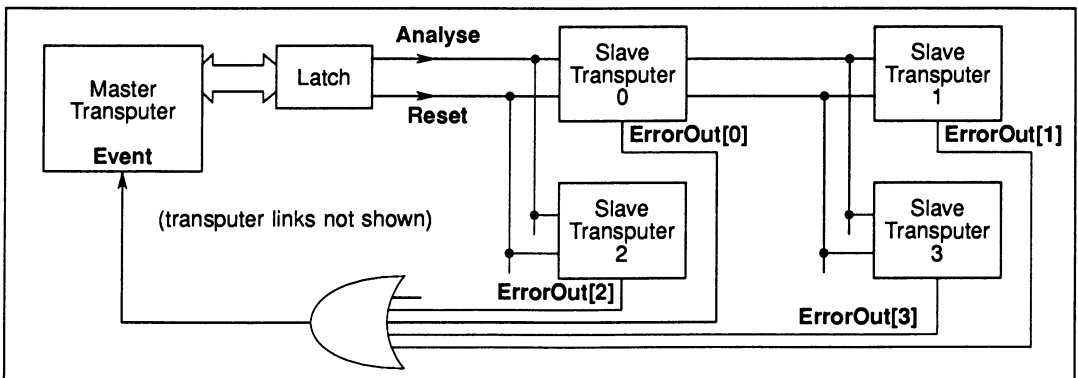 Analyse
Master
Transputer
Latch
Slave
Transputer
0
Slave
Transputer
1
Reset
Event
ErrorOut[0]
ErrorOut[1]
(transputer links not shown)
Slave
Transputer
2
Slave
Transputer
3
ErrorOut[2]
ErrorOut[3]